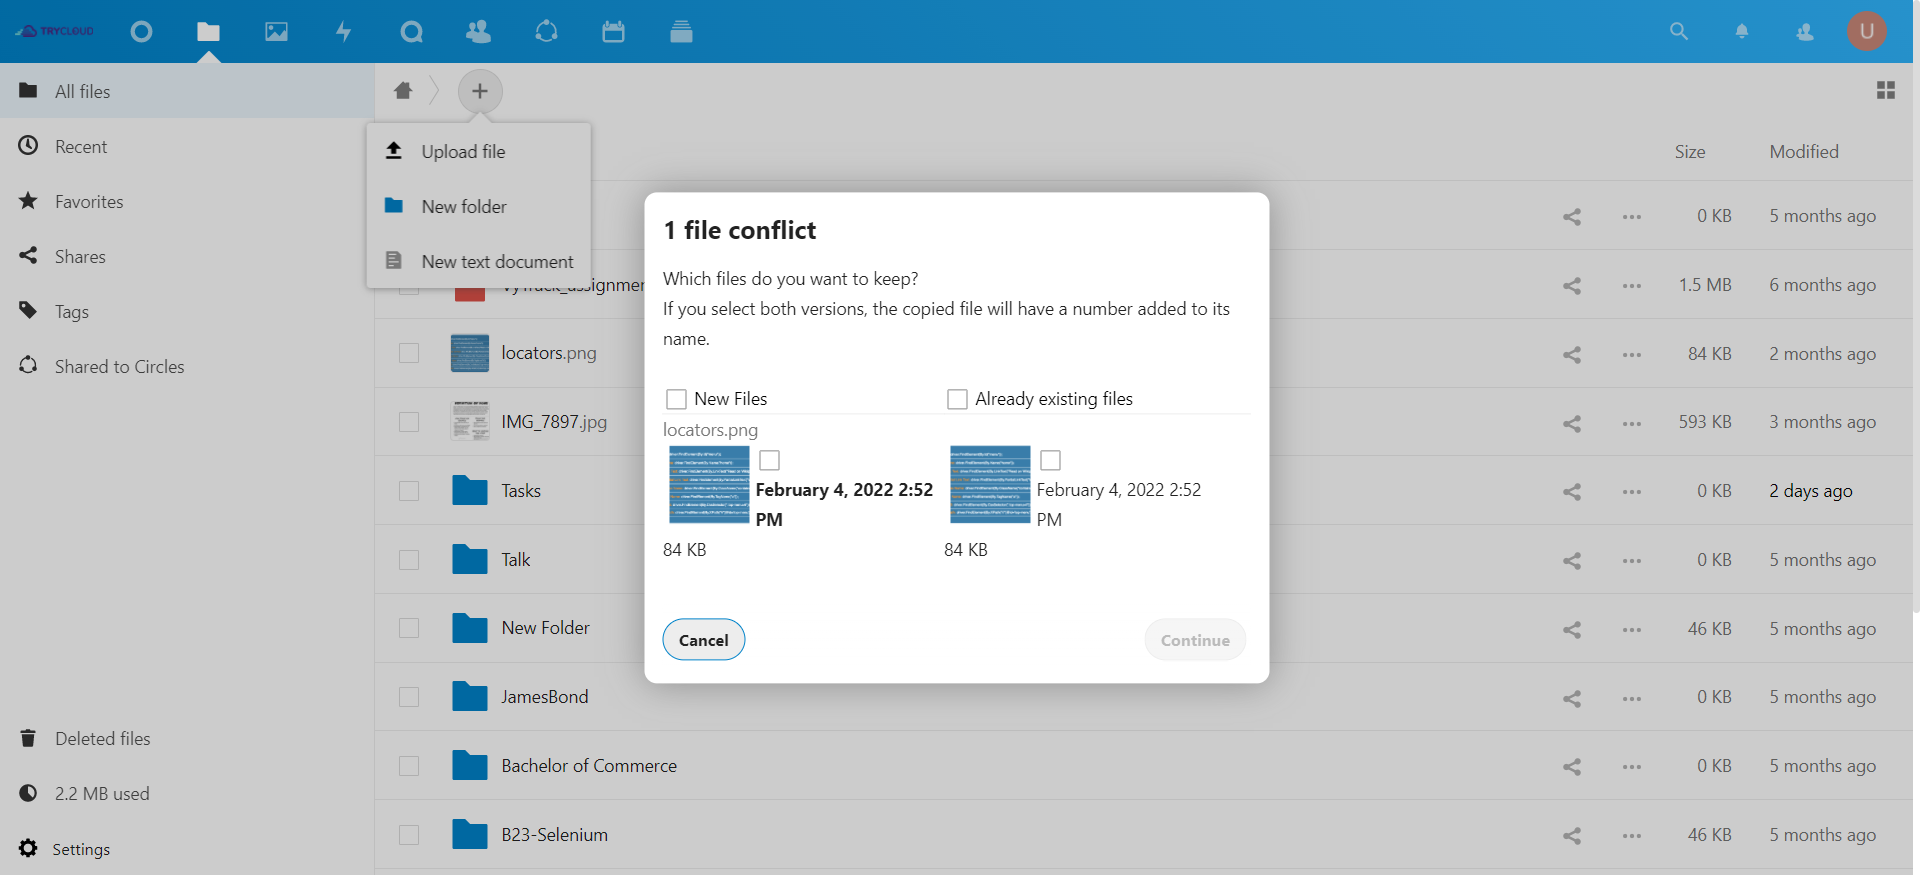 TRYCLOUD
U
All files
Recent
Favorites
Shares
Tags
Shared to Circles
Deleted files
2.2 MB used
Settings
Upload file
New folder
New text document
Size
Modified
0 KB
5 months ago
1.5 MB
6 months ago
locators.png
84 KB
2 months ago
IMG_7897.jpg
593 KB
3 months ago
Tasks
0 KB
2 days ago
Talk
0 KB
5 months ago
New Folder
46 KB
5 months ago
JamesBond
0 KB
5 months ago
Bachelor of Commerce
0 KB
5 months ago
B23-Selenium
46 KB
5 months ago
1 file conflict
Which files do you want to keep?
If you select both versions, the copied file will have a number added to its
name.
New Files
Already existing files
locators.png
February 4, 2022 2:52
PM
84 KB
February 4, 2022 2:52
PM
84 KB
Cancel
Continue